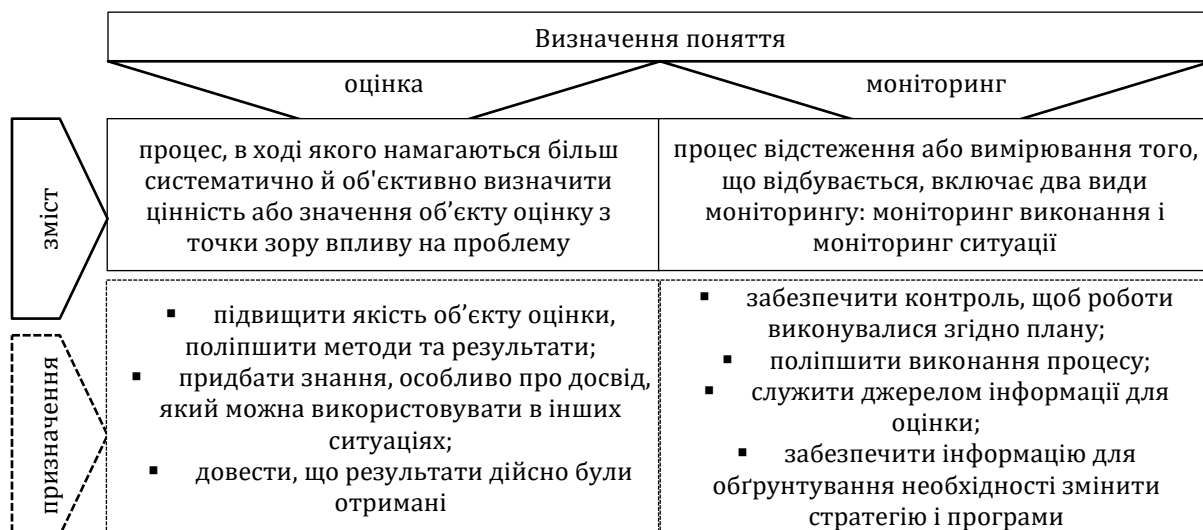 Визначення поняття
оцінка
моніторинг
зміст
процес, в ході якого намагаються більш
систематично й об'єктивно визначити
цінність або значення об’єкту оцінку з
точки зору впливу на проблему
процес відстеження або вимірювання того,
що відбувається, включає два види
моніторингу: моніторинг виконання і
моніторинг ситуації
призначення
▪ підвищити якість об’єкту оцінки,
поліпшити методи та результати;
▪ придбати знання, особливо про досвід,
який можна використовувати в інших
ситуаціях;
▪ довести, що результати дійсно були
отримані
▪ забезпечити контроль, щоб роботи
виконувалися згідно плану;
▪ поліпшити виконання процесу;
▪ служити джерелом інформації для
оцінки;
▪ забезпечити інформацію для
обґрунтування необхідності змінити
стратегію і програми